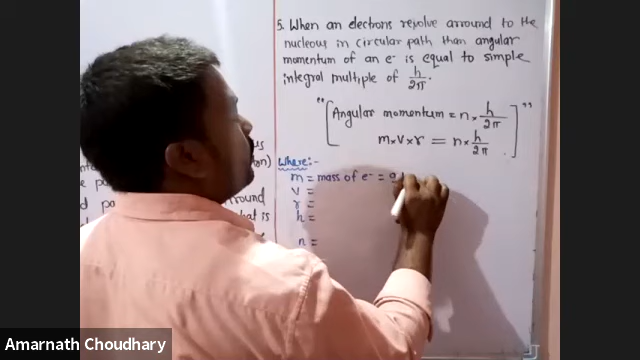 5. When an electrons revolve arround to the
nucleous in circular path than angular
momentum of an e⁻ is equal to simple
integral multiple of h/2π.
"[Angular momentum = n × h/2π
m×v×r = n × h/2π]"
Where:-
m = mass of e⁻ = 9
v =
r =
h =
n =
Amarnath Choudhary